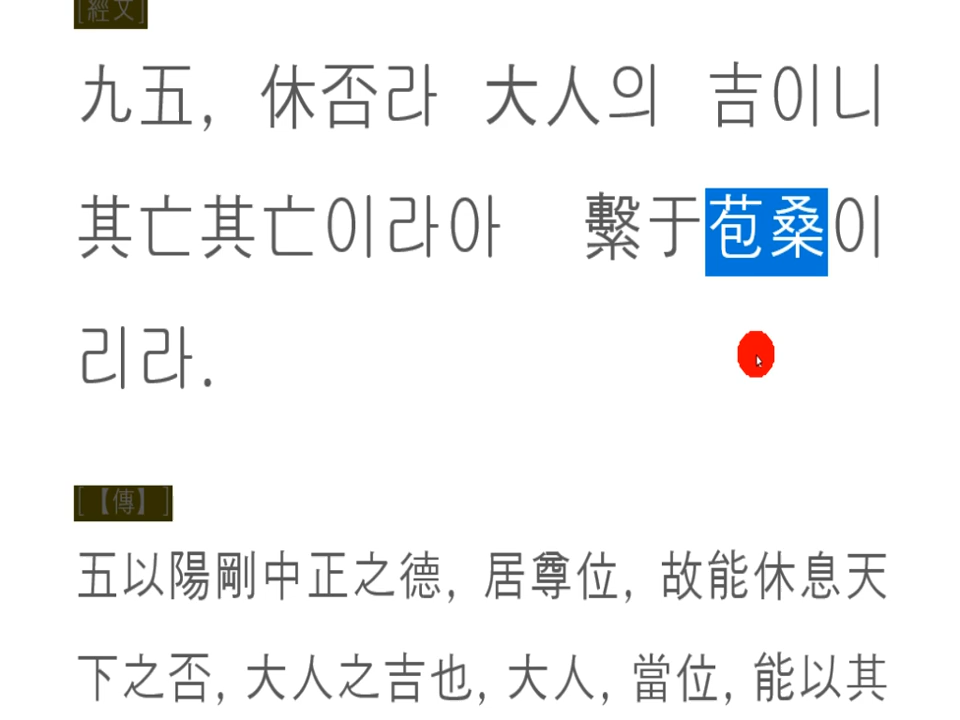 [經文]
九五, 休否라 大人의 吉이니
其亡其亡이라아 繫于苞桑이
리라.
[【傳】]
五以陽剛中正之德, 居尊位, 故能休息天
下之否, 大人之吉也, 大人, 當位, 能以其